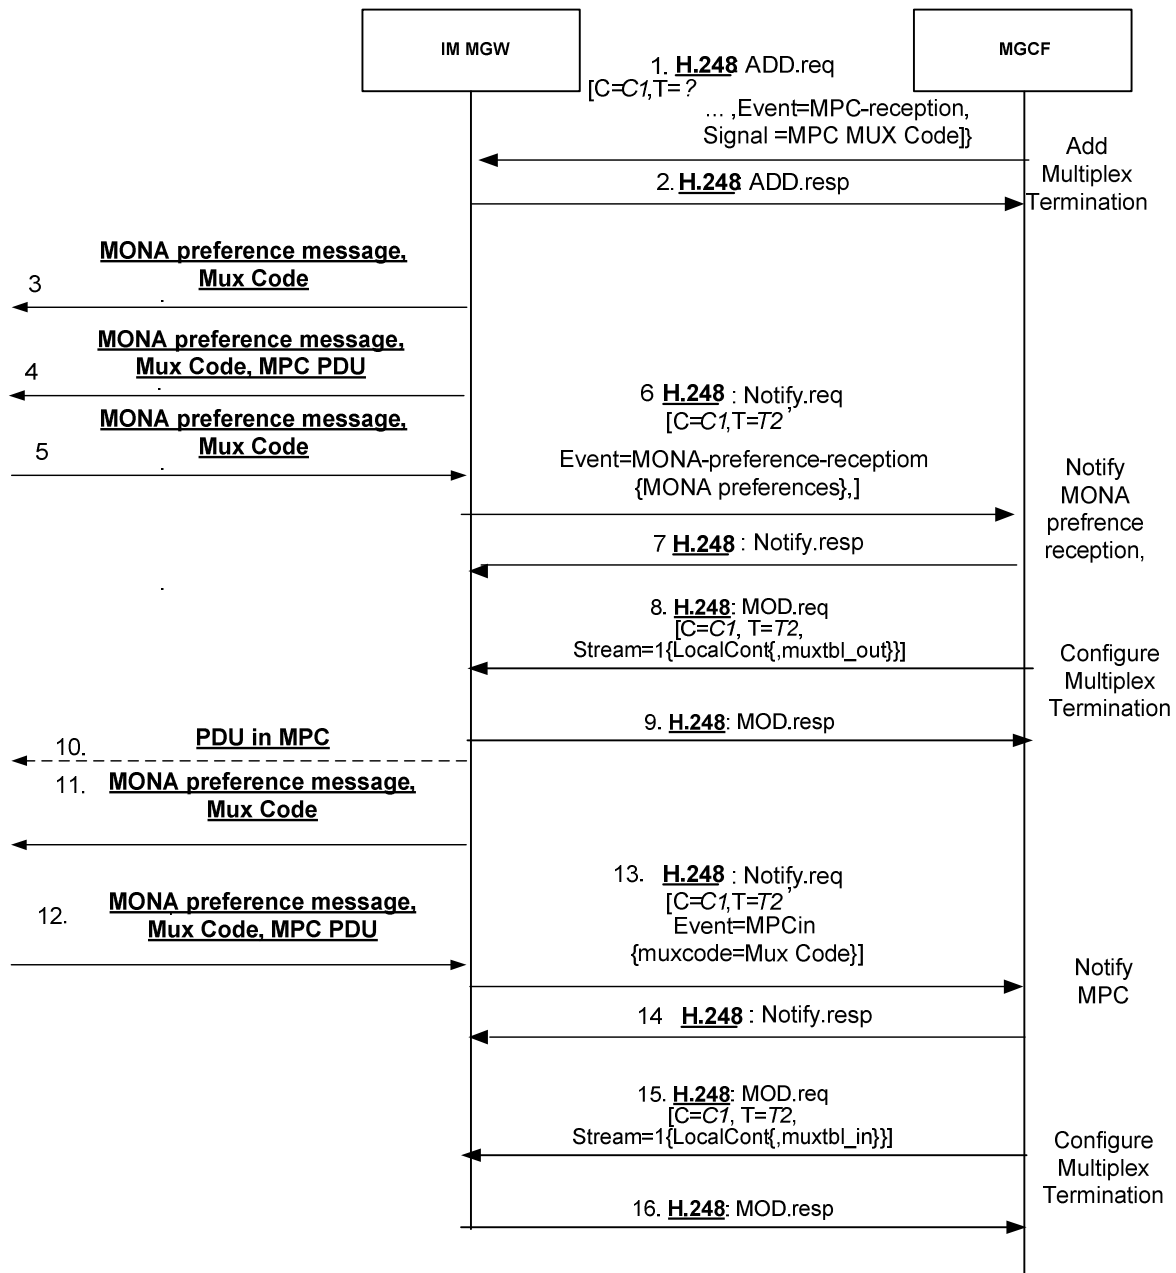 IM MGW
MGCF
1. H.248: ADD.req
[C=C1,T=?
... ,Event=MPC-reception,
Signal =MPC MUX Code]}
Add
Multiplex
Termination
2. H.248: ADD.resp
MONA preference message,
Mux Code
3
MONA preference message,
Mux Code, MPC PDU
4
MONA preference message,
Mux Code
5
6 H.248 : Notify.req
[C=C1,T=T2,
Event=MONA-preference-receptiom
{MONA preferences},]
Notify
MONA
prefrence
reception,
7 H.248 : Notify.resp
8. H.248: MOD.req
[C=C1, T=T2,
Stream=1{LocalCont{,muxtbl_out}}]
Configure
Multiplex
Termination
9. H.248: MOD.resp
10. PDU in MPC
11. MONA preference message,
Mux Code
12. MONA preference message,
Mux Code, MPC PDU
13. H.248 : Notify.req
[C=C1,T=T2,
Event=MPCin
{muxcode=Mux Code}]
Notify
MPC
14 H.248 : Notify.resp
15. H.248: MOD.req
[C=C1, T=T2,
Stream=1{LocalCont{,muxtbl_in}}]
Configure
Multiplex
Termination
16. H.248: MOD.resp